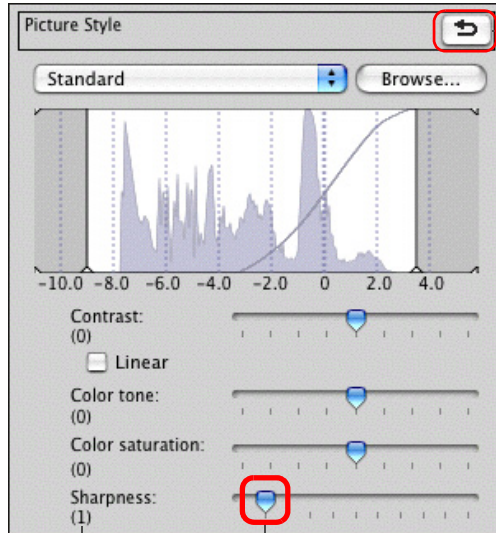 Picture Style
Standard Browse...
-10.0 -8.0 -6.0 -4.0 -2.0 0 2.0 4.0
Contrast:
(0)
Linear
Color tone:
(0)
Color saturation:
(0)
Sharpness:
(1)